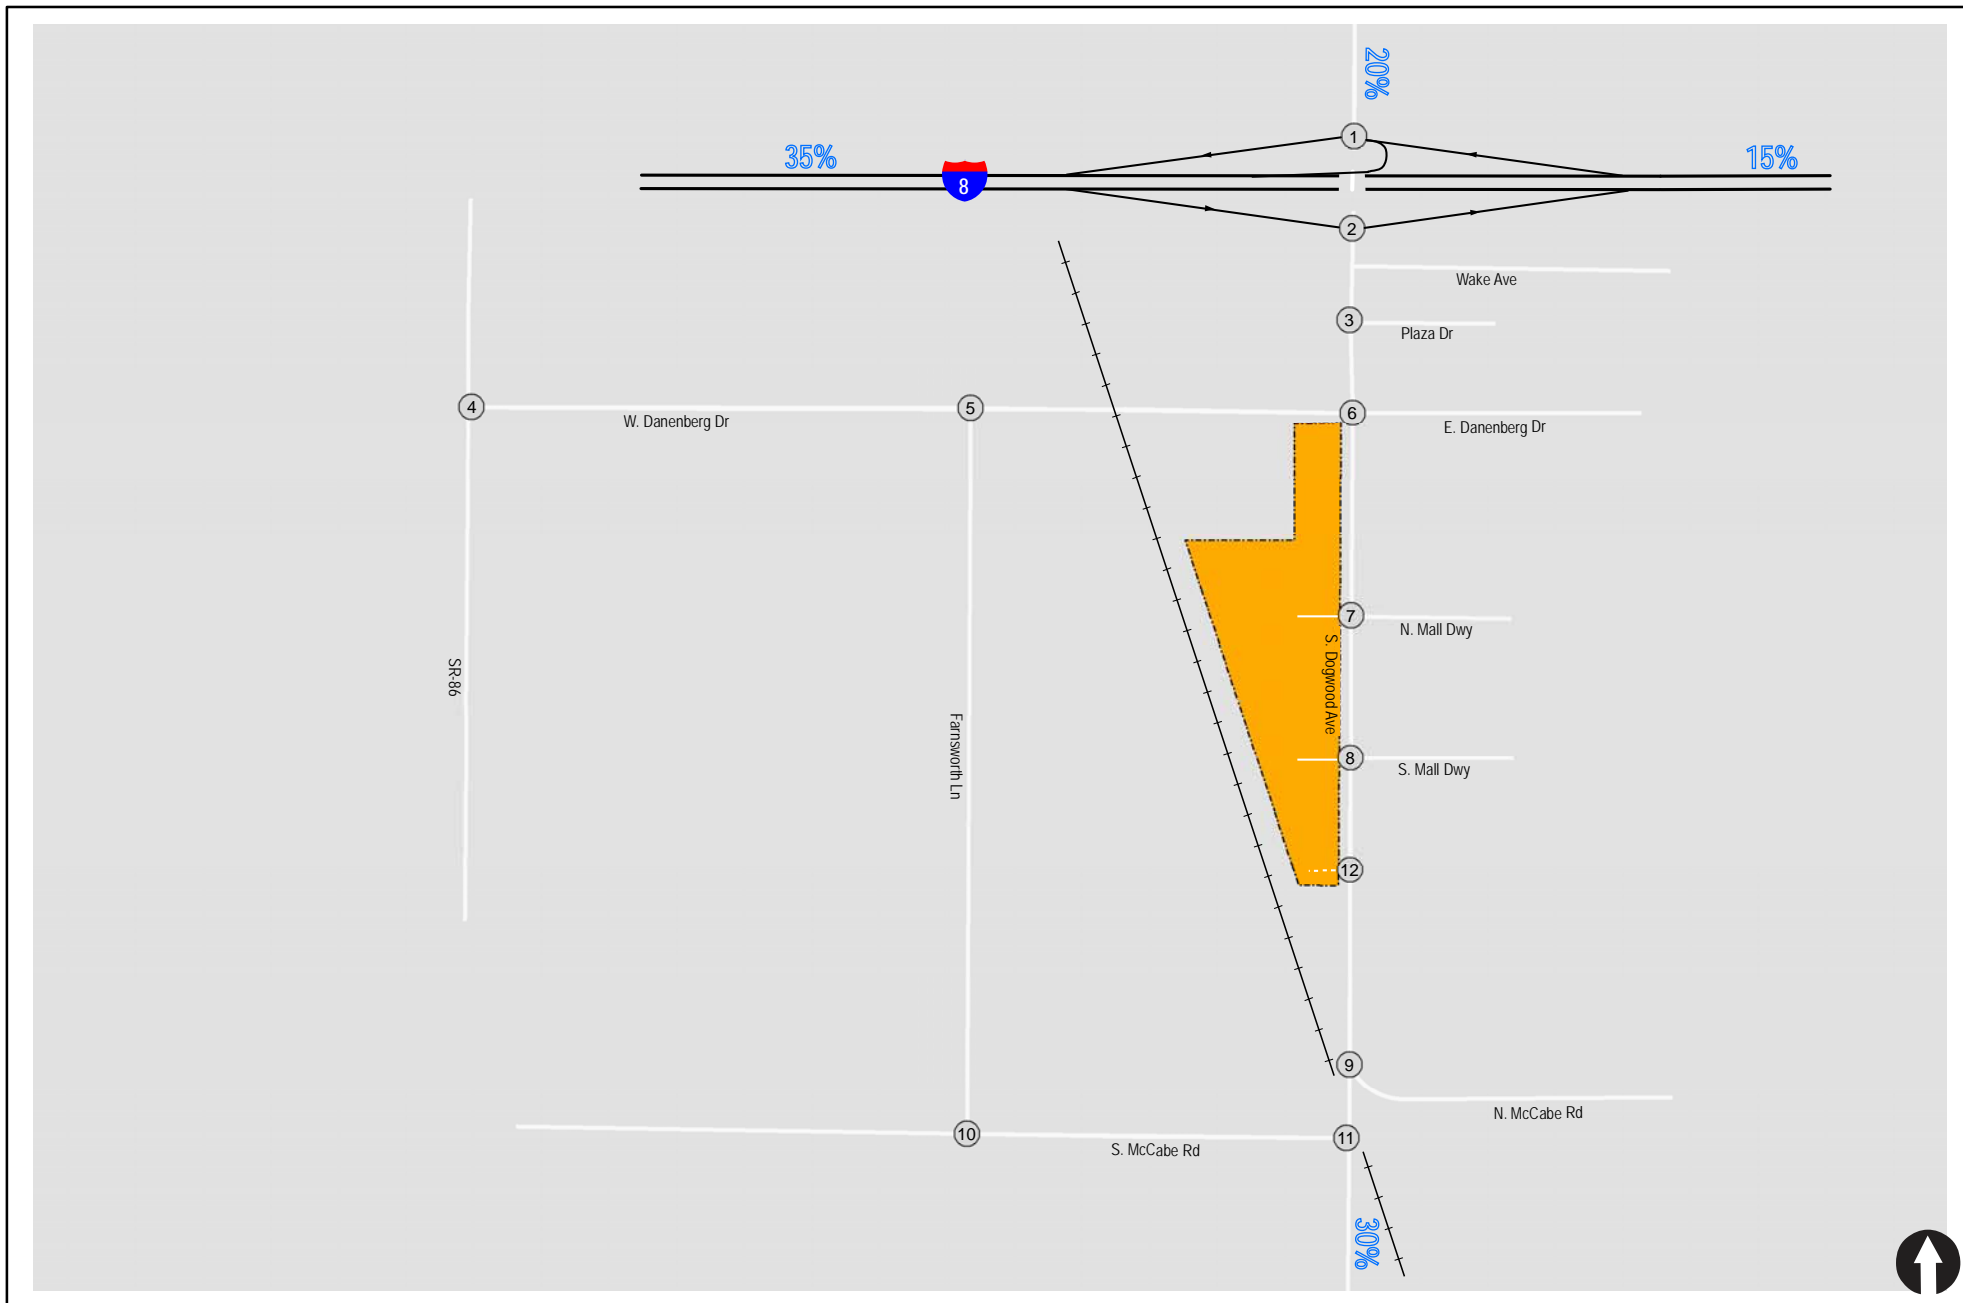 20%
1
35%
15%
8
2
Wake Ave
3
Plaza Dr
4
5
6
W. Danenberg Dr
E. Danenberg Dr
7
N. Mall Dwy
S. Dogwood Ave
SR-86
Farnsworth Ln
8
S. Mall Dwy
12
9
N. McCabe Rd
10
11
S. McCabe Rd
30%